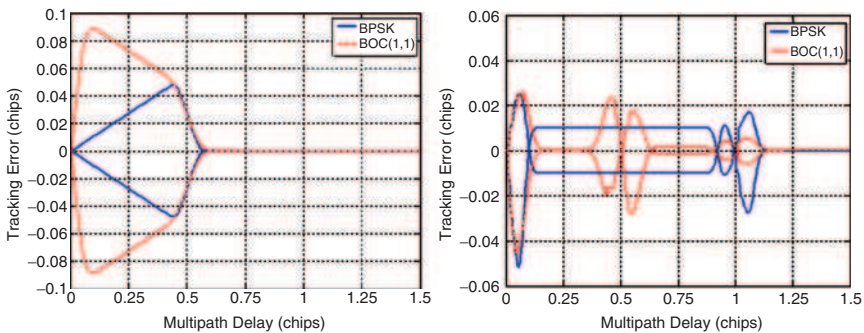 0.1
0.08
0.06
0.04
0.02
0
−0.02
−0.04
−0.06
−0.08
−0.1
Tracking Error (chips)
BPSK
BOC(1,1)
0 0.25 0.5 0.75 1 1.25 1.5
Multipath Delay (chips)
0.06
0.04
0.02
0
−0.02
−0.04
−0.06
Tracking Error (chips)
BPSK
BOC(1,1)
0 0.25 0.5 0.75 1 1.25 1.5
Multipath Delay (chips)